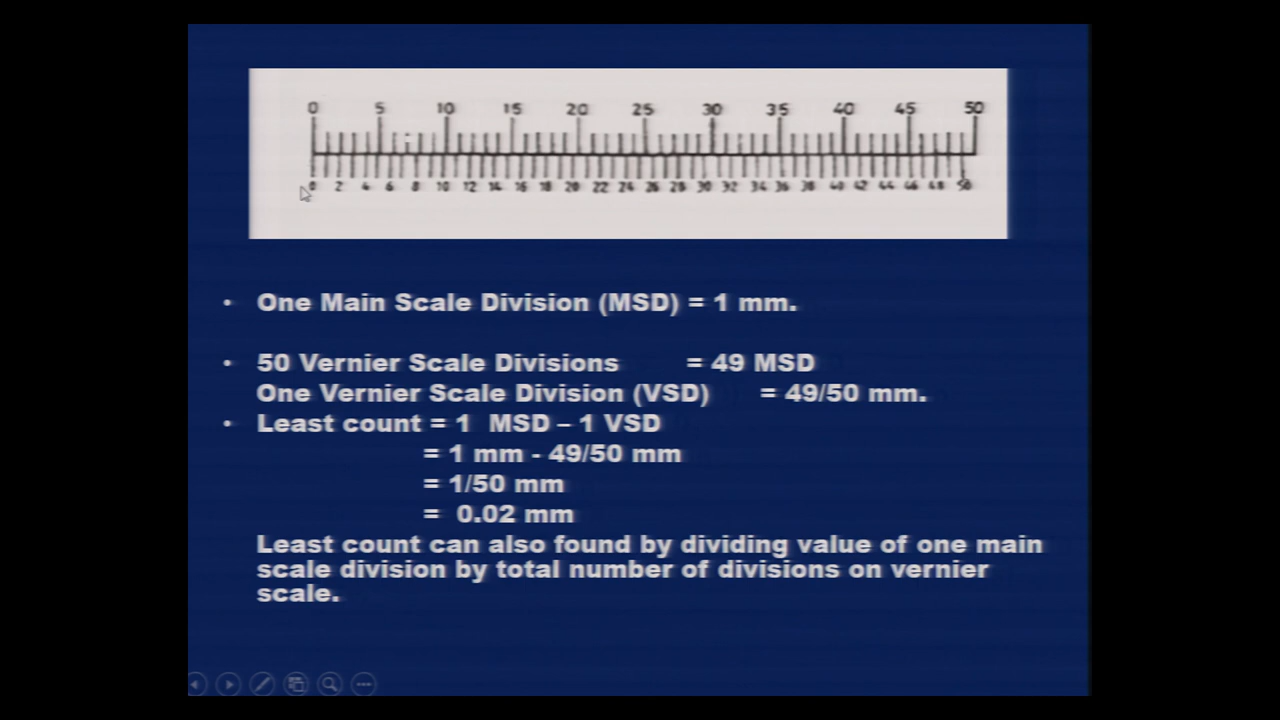 0 5 10 15 20 25 30 35 40 45 50
0 2 4 6 8 10 12 14 16 18 20 22 24 26 28 30 32 34 36 38 40 42 44 46 48 50
• One Main Scale Division (MSD) = 1 mm.
• 50 Vernier Scale Divisions = 49 MSD
One Vernier Scale Division (VSD) = 49/50 mm.
• Least count = 1 MSD – 1 VSD
= 1 mm - 49/50 mm
= 1/50 mm
= 0.02 mm
Least count can also found by dividing value of one main
scale division by total number of divisions on vernier
scale.